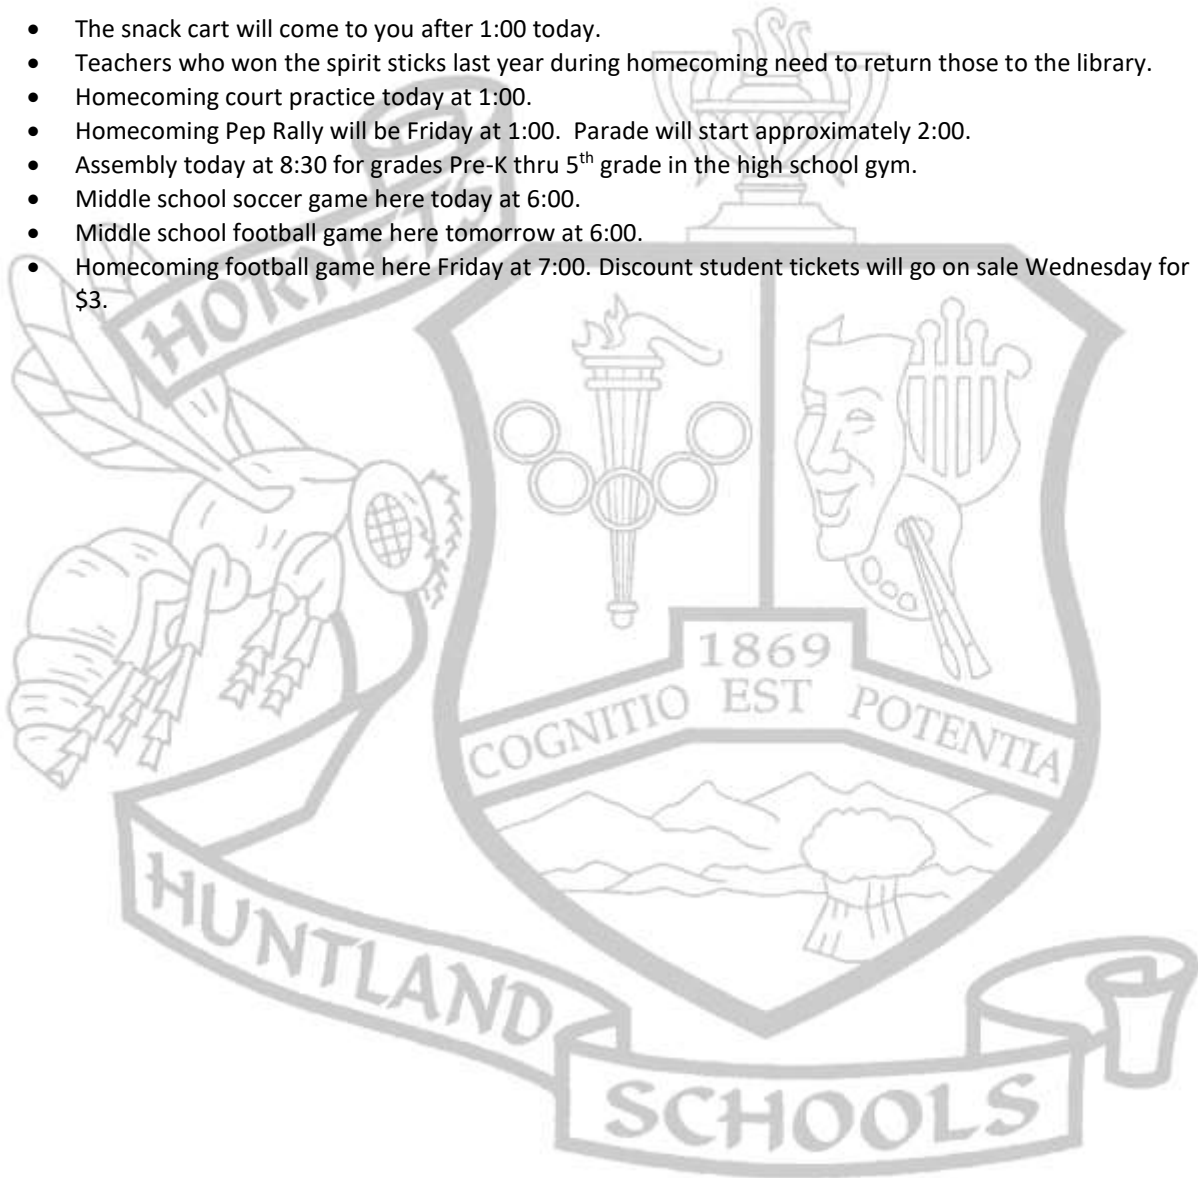 • The snack cart will come to you after 1:00 today.
• Teachers who won the spirit sticks last year during homecoming need to return those to the library.
• Homecoming court practice today at 1:00.
• Homecoming Pep Rally will be Friday at 1:00.  Parade will start approximately 2:00.
• Assembly today at 8:30 for grades Pre-K thru 5th grade in the high school gym.
• Middle school soccer game here today at 6:00.
• Middle school football game here tomorrow at 6:00.
• Homecoming football game here Friday at 7:00. Discount student tickets will go on sale Wednesday for
$3.
HORNETS
1869
COGNITIO EST POTENTIA
HUNTLAND
SCHOOLS